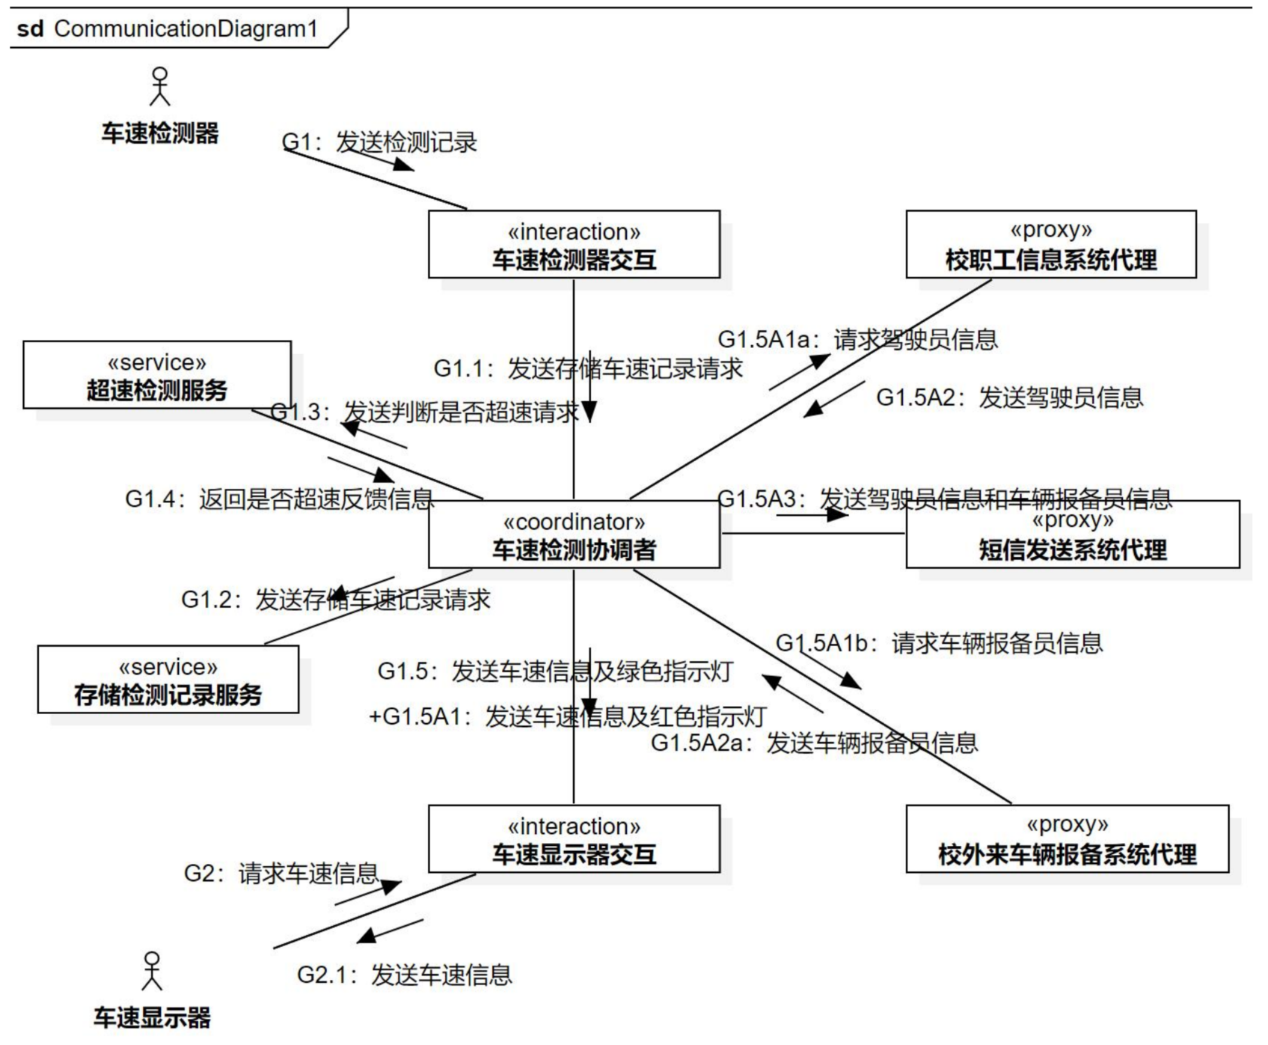 sd CommunicationDiagram1
车速检测器
G1：发送检测记录
«interaction»
车速检测器交互
«proxy»
校职工信息系统代理
G1.5A1a：请求驾驶员信息
«service»
超速检测服务
G1.1：发送存储车速记录请求
G1.5A2：发送驾驶员信息
G1.3：发送判断是否超速请求
G1.4：返回是否超速反馈信息
«coordinator»
车速检测协调者
G1.5A3：发送驾驶员信息和车辆报备员信息
«proxy»
短信发送系统代理
G1.2：发送存储车速记录请求
«service»
存储检测记录服务
G1.5：发送车速信息及绿色指示灯
+G1.5A1：发送车速信息及红色指示灯
G1.5A1b：请求车辆报备员信息
G1.5A2a：发送车辆报备员信息
«interaction»
车速显示器交互
«proxy»
校外来车辆报备系统代理
G2：请求车速信息
G2.1：发送车速信息
车速显示器